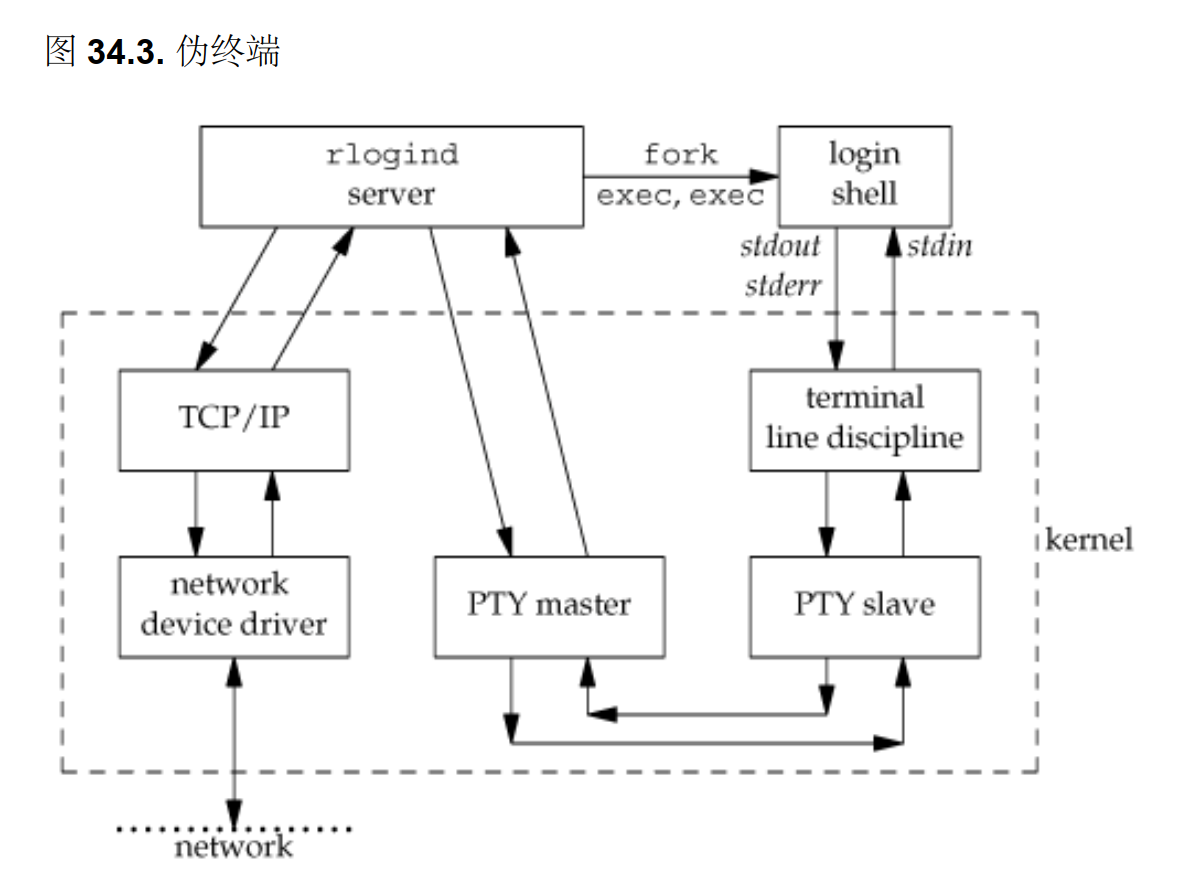 图 34.3. 伪终端
rlogind
server
fork
exec, exec
login
shell
stdout
stderr
stdin
TCP/IP
terminal
line discipline
kernel
network
device driver
PTY master
PTY slave
network